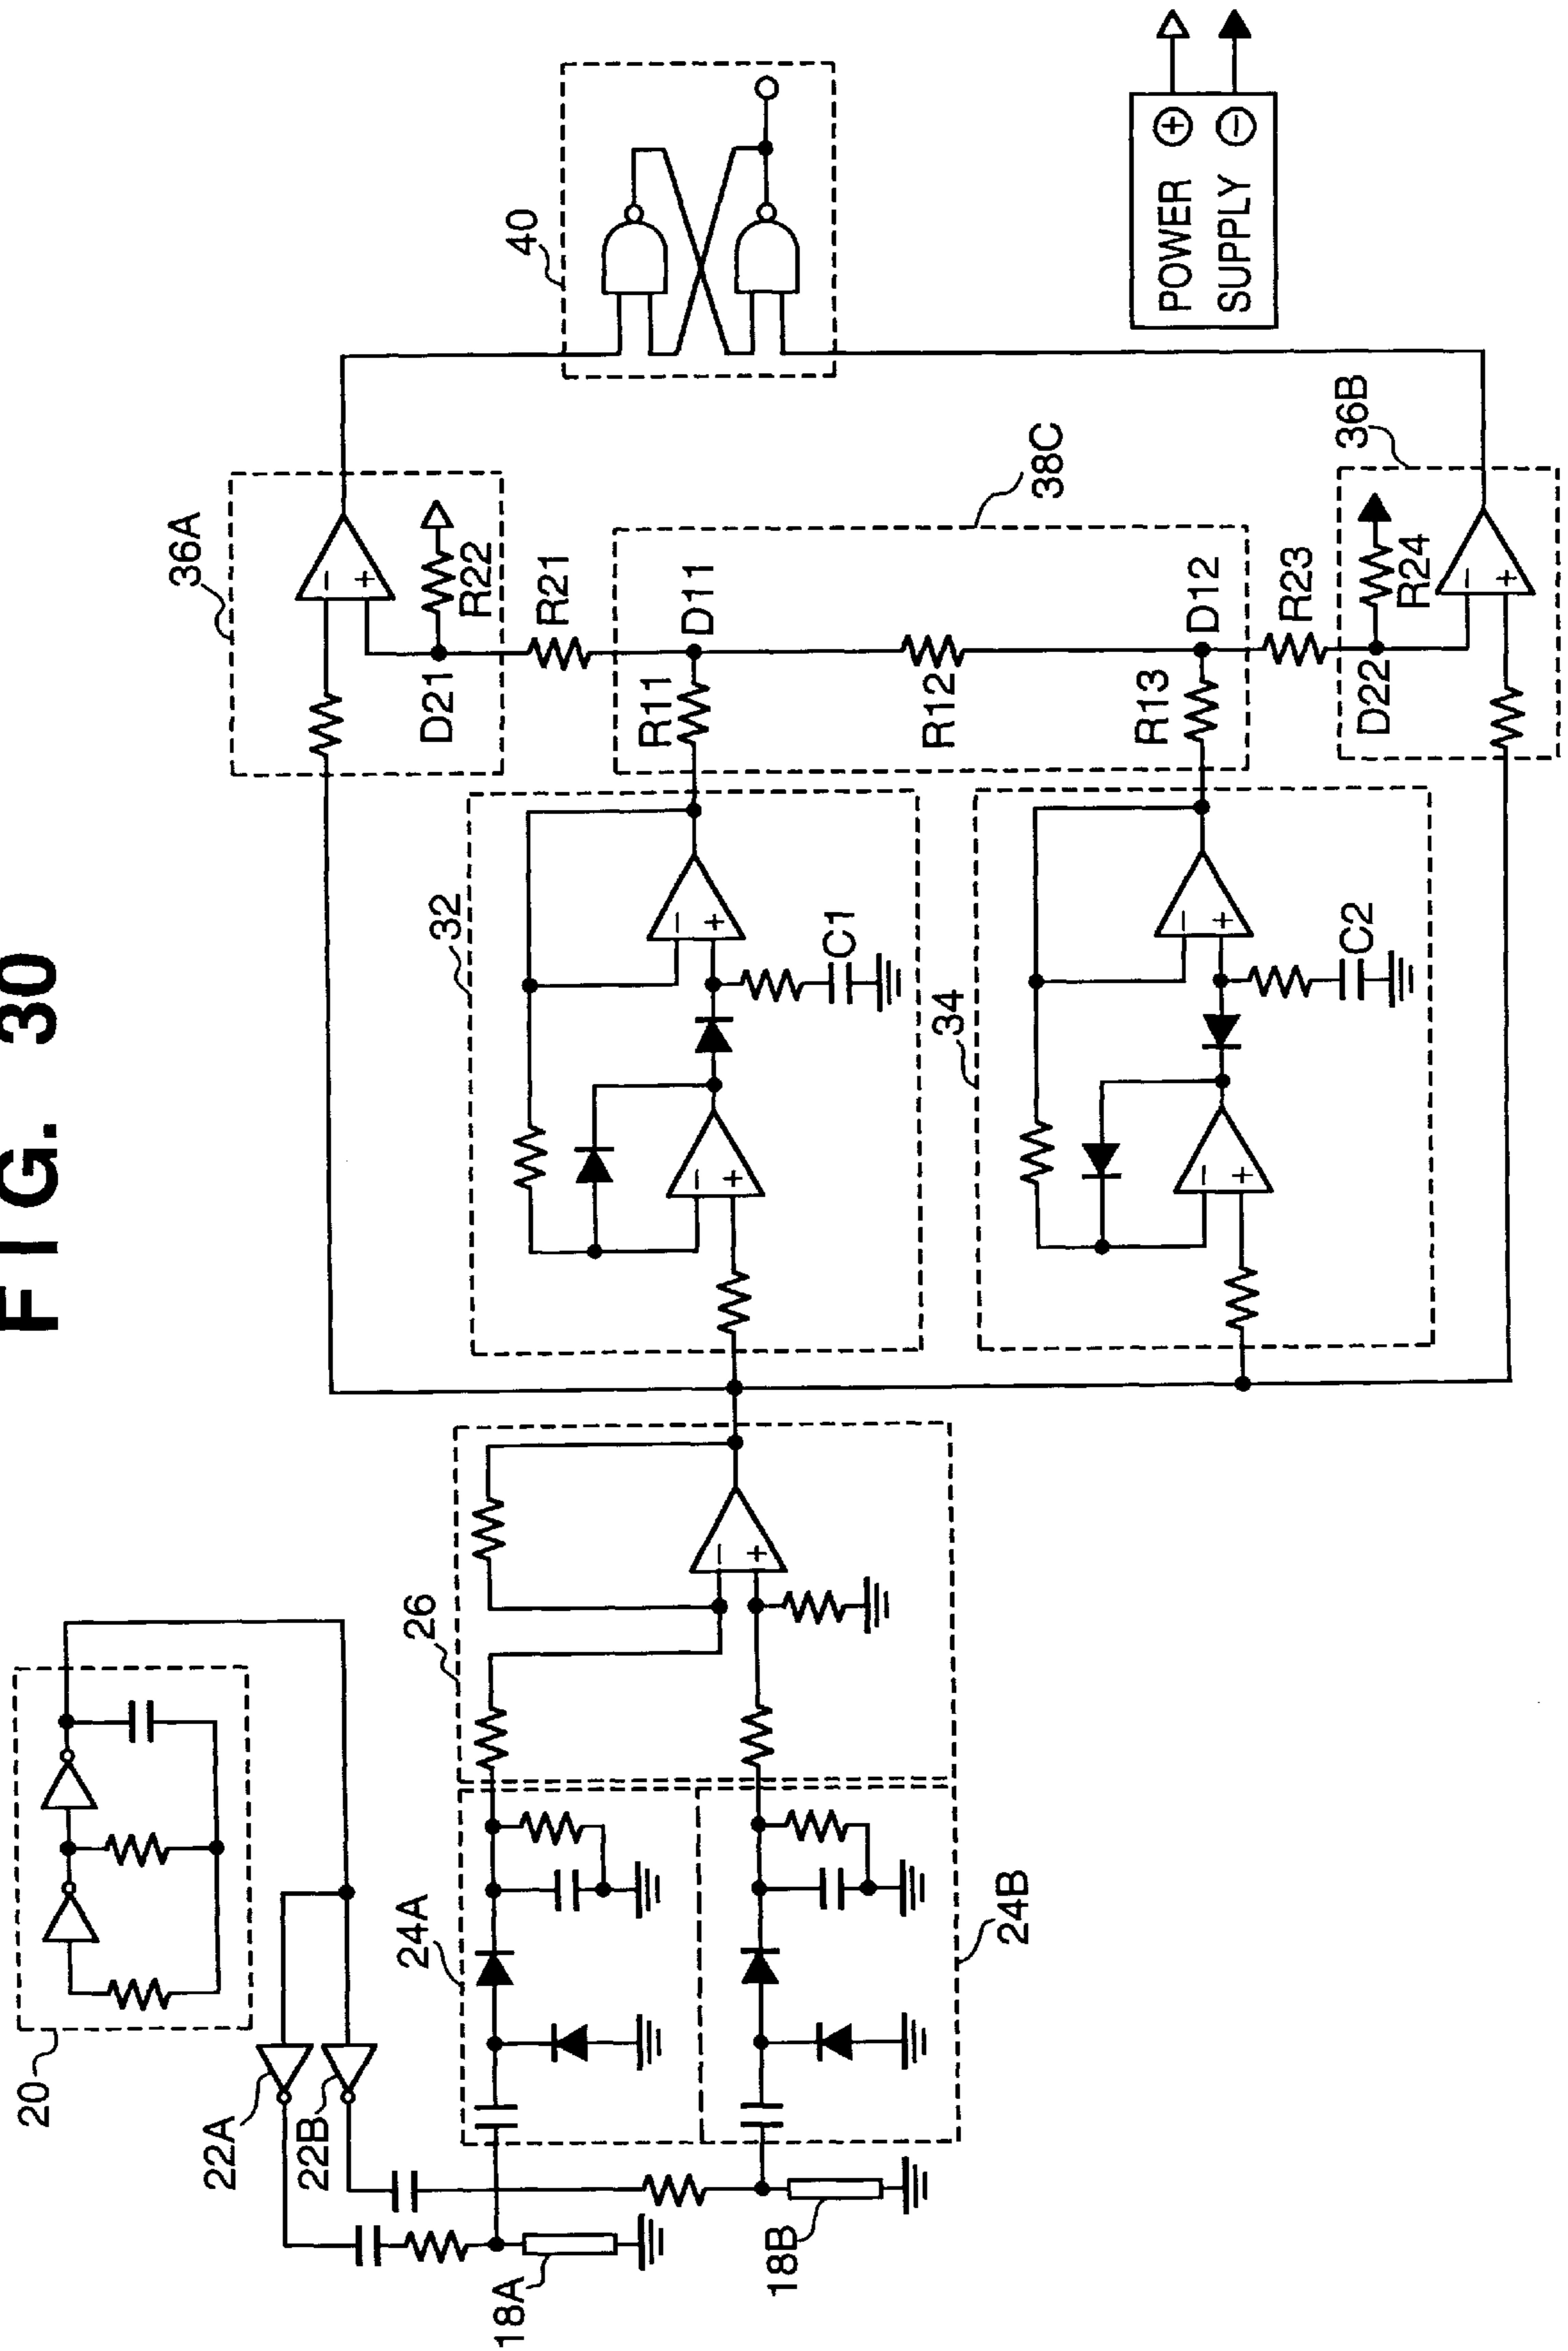 FIG. 30
20
22A
22B
18A
18B
24A
24B
26
−
+
32
−
+
−
+
C1
34
−
+
−
+
C2
36A
−
+
D21
R22
R21
38C
R11
D11
R12
R13
D12
R23
36B
D22
R24
−
+
40
POWER +
SUPPLY −